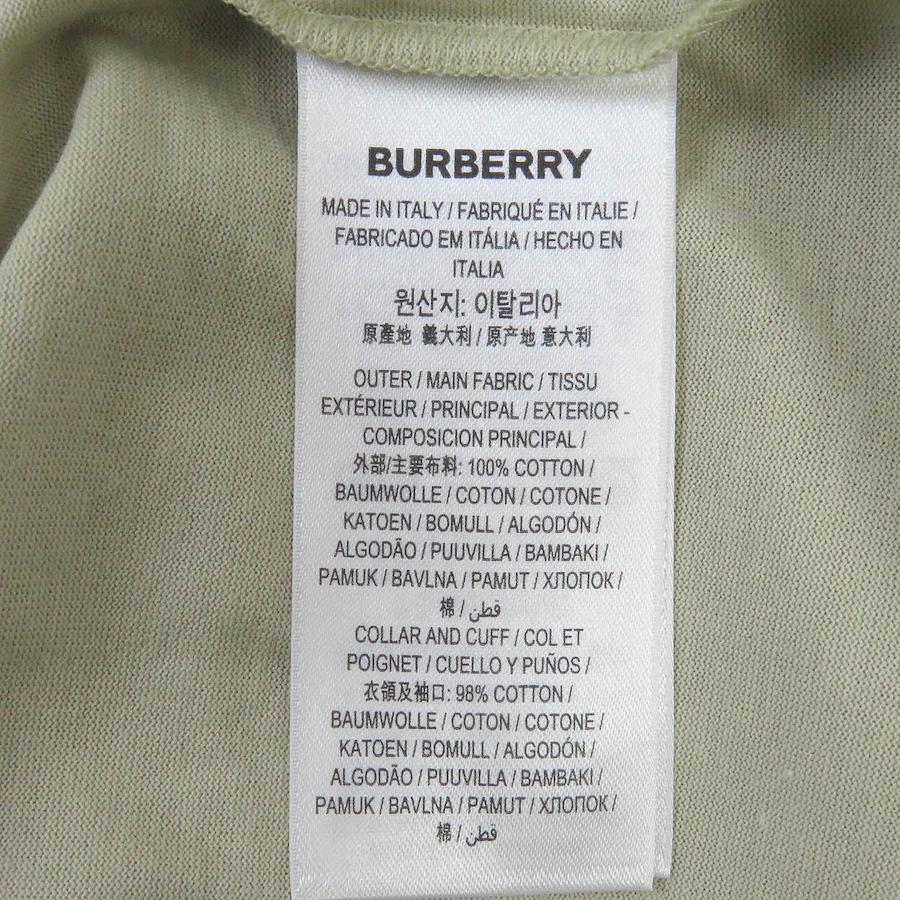 BURBERRY
MADE IN ITALY / FABRIQUÉ EN ITALIE /
FABRICADO EM ITÁLIA / HECHO EN
ITALIA
원산지: 이탈리아
原產地 義大利 / 原产地 意大利
OUTER / MAIN FABRIC / TISSU
EXTÉRIEUR / PRINCIPAL / EXTERIOR -
COMPOSICION PRINCIPAL /
外部/主要布料: 100% COTTON /
BAUMWOLLE / COTON / COTONE /
KATOEN / BOMULL / ALGODÓN /
ALGODÃO / PUUVILLA / BAMBAKI /
PAMUK / BAVLNA / PAMUT / ХЛОПОК /
棉 / قطن
COLLAR AND CUFF / COL ET
POIGNET / CUELLO Y PUÑOS /
衣領及袖口: 98% COTTON /
BAUMWOLLE / COTON / COTONE /
KATOEN / BOMULL / ALGODÓN /
ALGODÃO / PUUVILLA / BAMBAKI /
PAMUK / BAVLNA / PAMUT / ХЛОПОК /
棉 / قطن